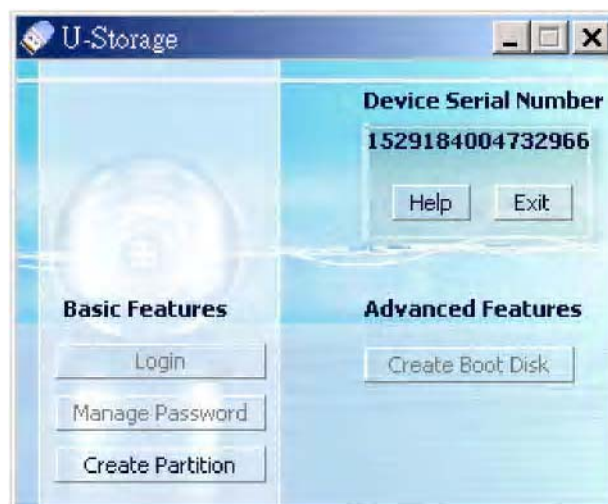 U-Storage
Device Serial Number
1529184004732966
Help Exit
Basic Features
Login
Manage Password
Create Partition
Advanced Features
Create Boot Disk